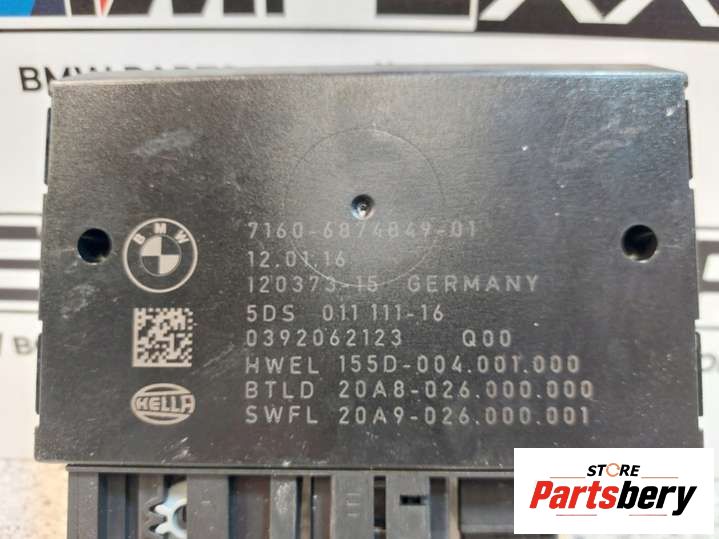 BMW
7160-6874849-01
12.01.16
120373-15 GERMANY
5DS 011 111-16
0392062123 Q00
HWEL 155D-004.001.000
BTLD 20A8-026.000.000
HELLA
SWFL 20A9-026.000.001
STORE
Partsbery